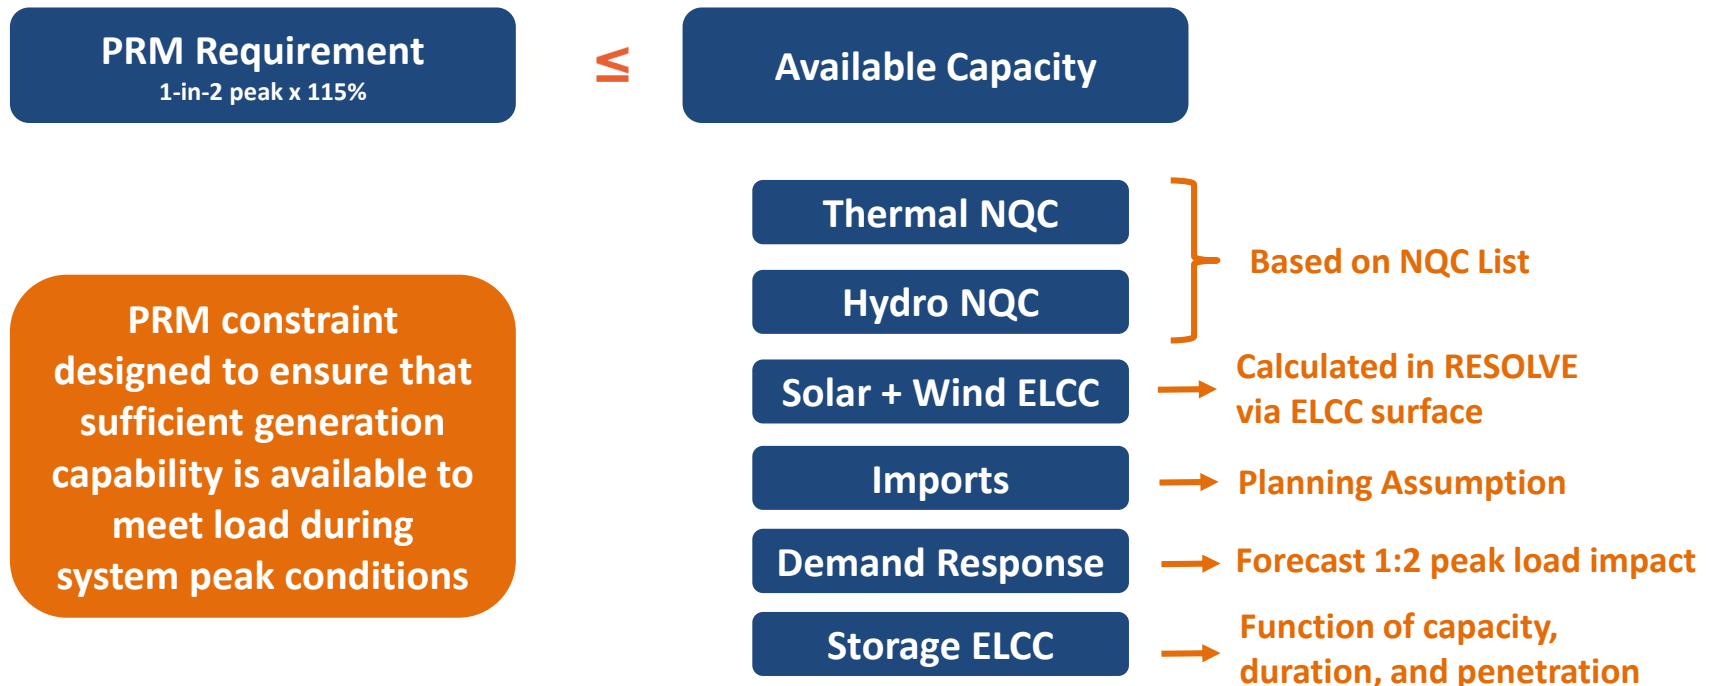 PRM Requirement
1-in-2 peak x 115%
≤
Available Capacity
PRM constraint
designed to ensure that
sufficient generation
capability is available to
meet load during
system peak conditions
Thermal NQC
Hydro NQC
Based on NQC List
Solar + Wind ELCC
Calculated in RESOLVE
via ELCC surface
Imports
Planning Assumption
Demand Response
Forecast 1:2 peak load impact
Storage ELCC
Function of capacity,
duration, and penetration